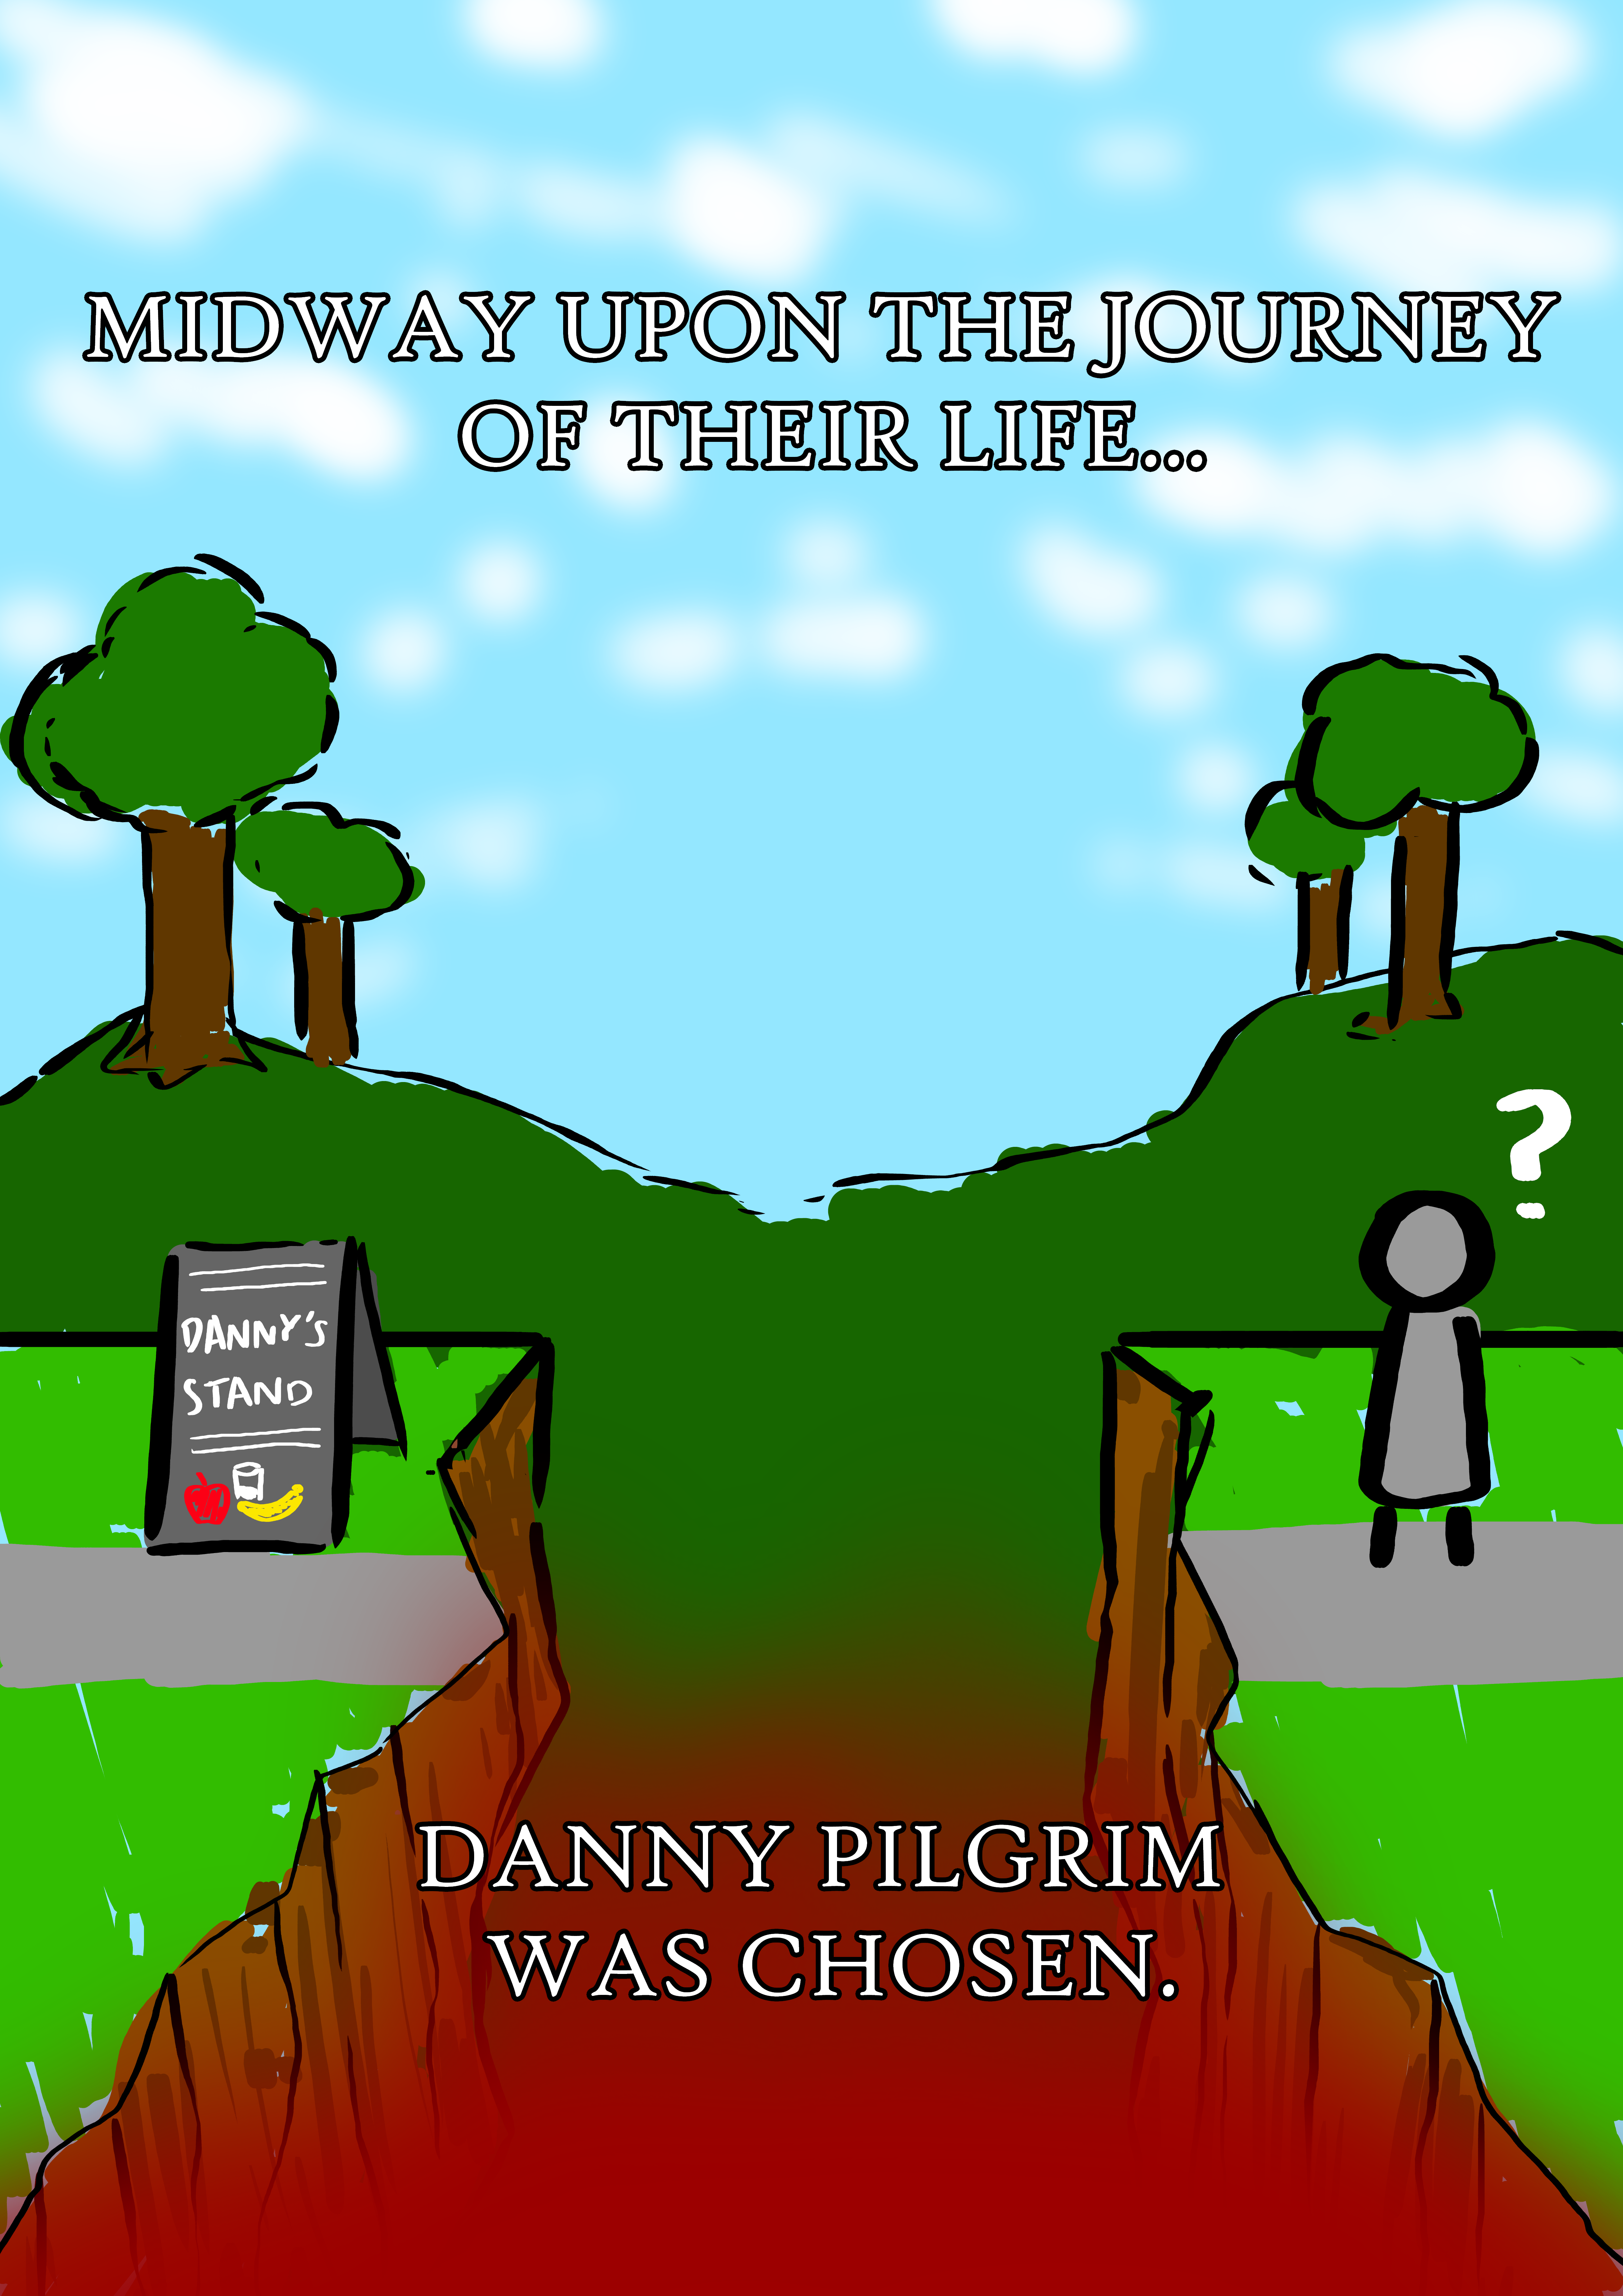 MIDWAY UPON THE JOURNEY
OF THEIR LIFE...
?
DANNY'S
STAND
DANNY PILGRIM
WAS CHOSEN.